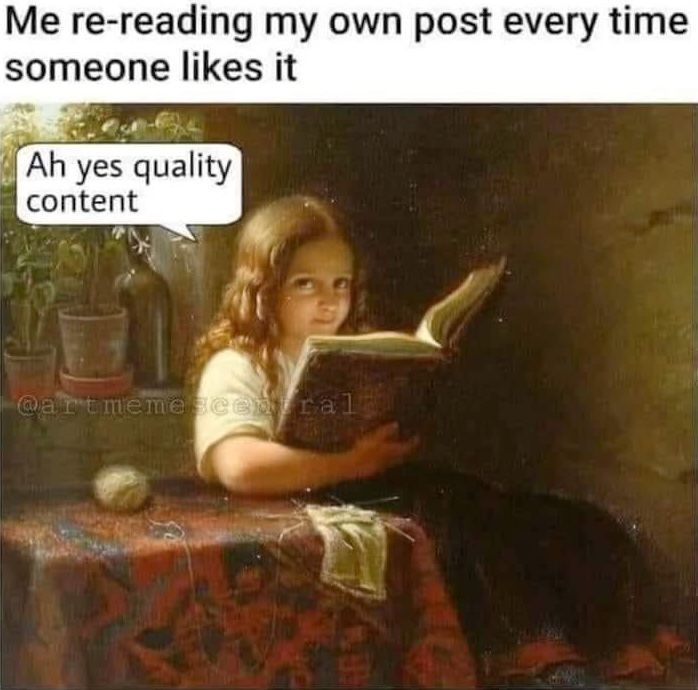 Me re-reading my own post every time
someone likes it
Ah yes quality
content
@artmemescentral